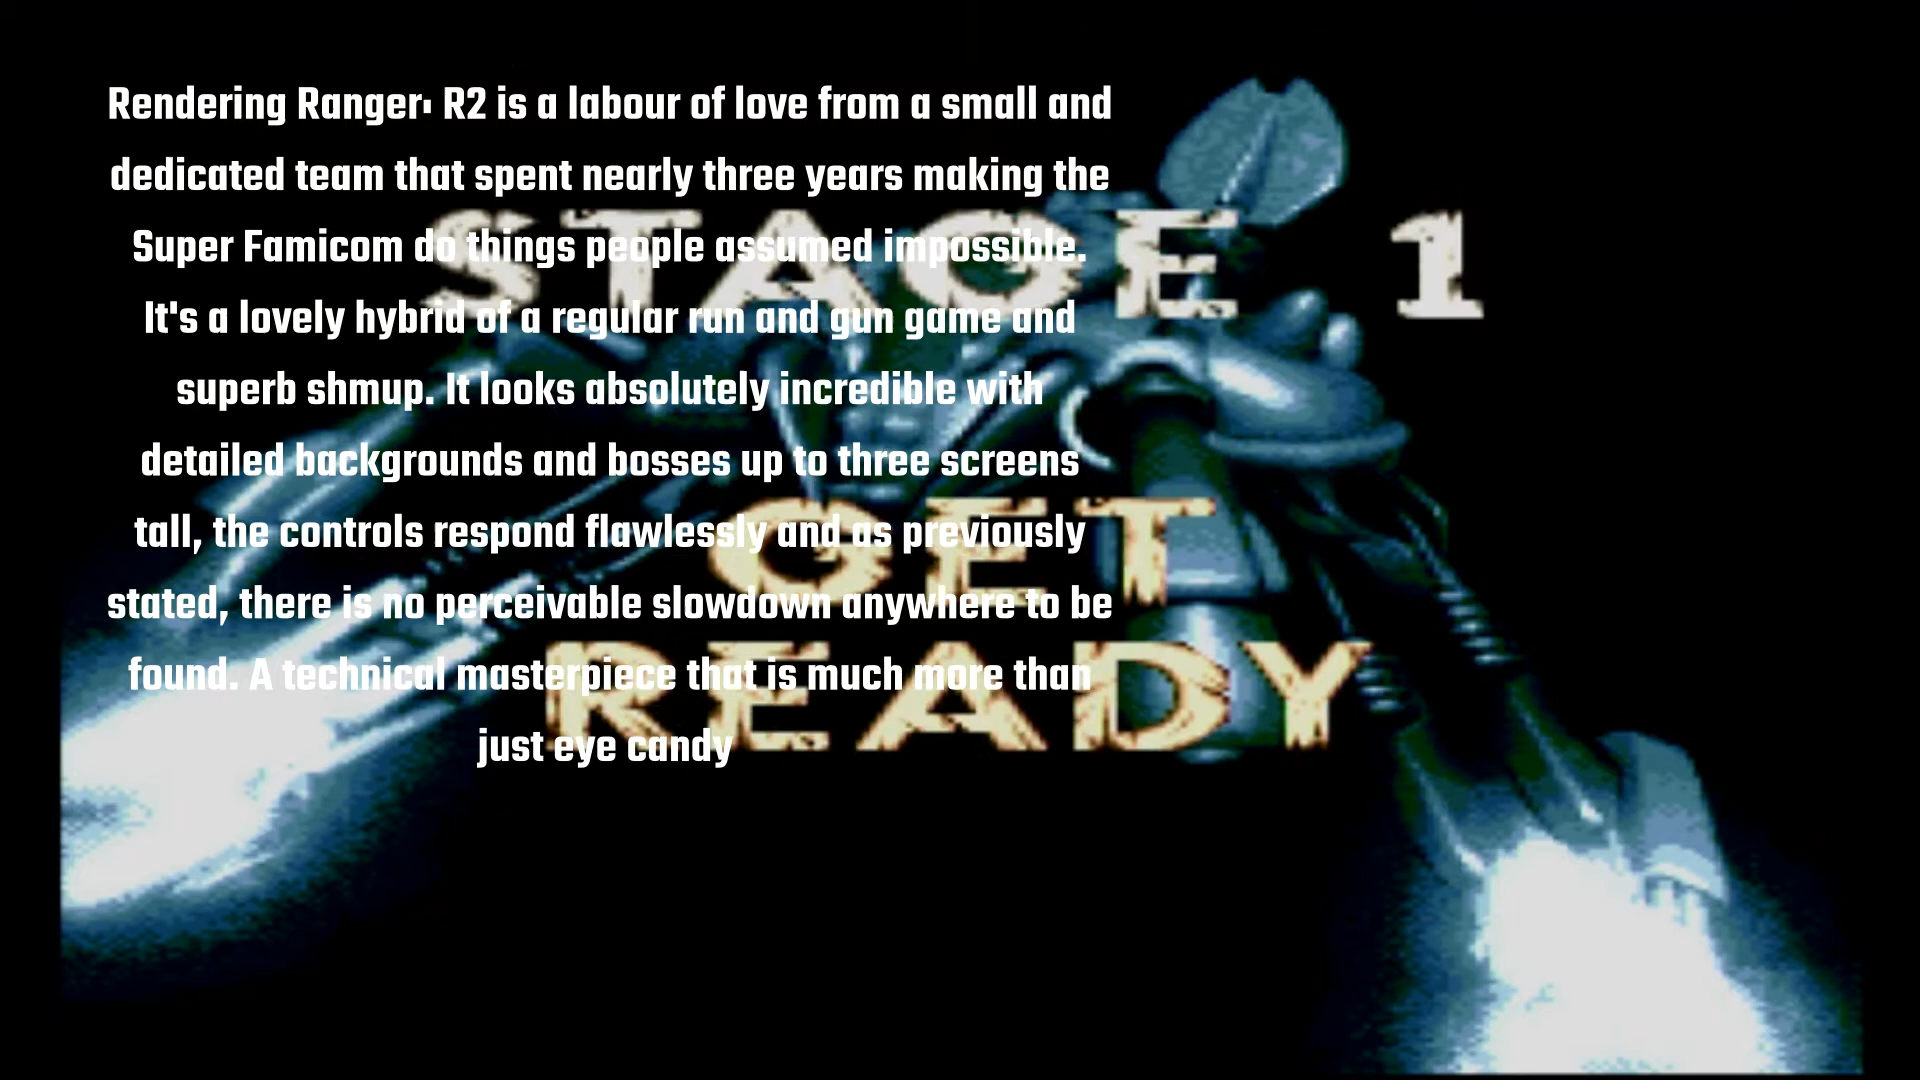 Rendering Ranger: R2 is a labour of love from a small and
dedicated team that spent nearly three years making the
Super Famicom do things people assumed impossible.
It's a lovely hybrid of a regular run and gun game and
superb shmup. It looks absolutely incredible with
detailed backgrounds and bosses up to three screens
tall, the controls respond flawlessly and as previously
stated, there is no perceivable slowdown anywhere to be
found. A technical masterpiece that is much more than
just eye candy
STAGE 1
GET
READY